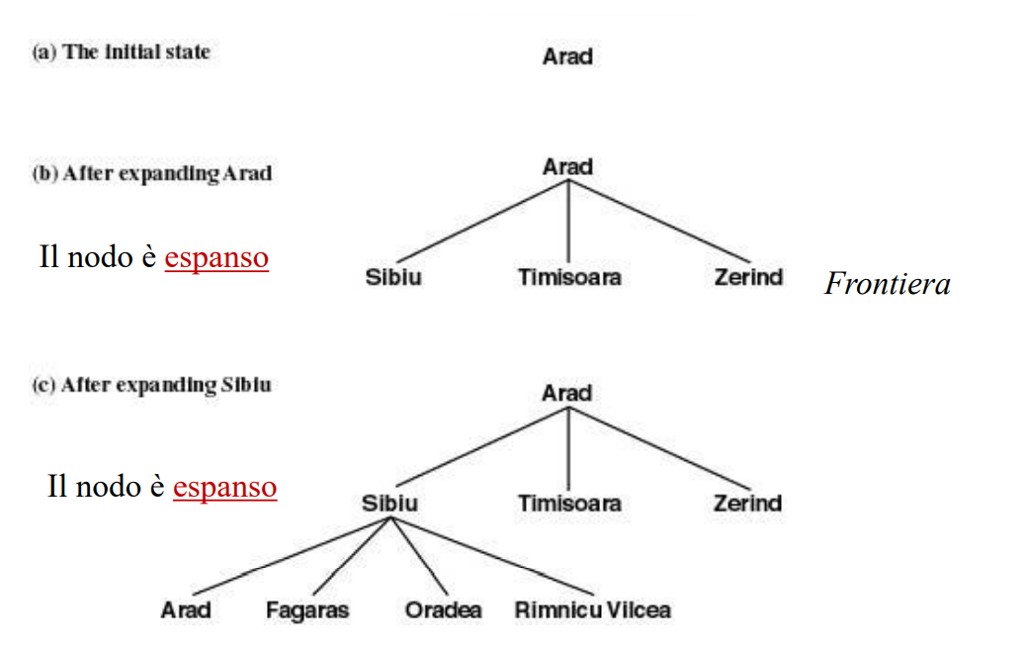 (a) The initial state
Arad
(b) After expanding Arad
Arad
Il nodo è espanso
Sibiu Timisoara Zerind Frontiera
(c) After expanding Sibiu
Arad
Il nodo è espanso
Sibiu Timisoara Zerind
Arad Fagaras Oradea Rimnicu Vilcea